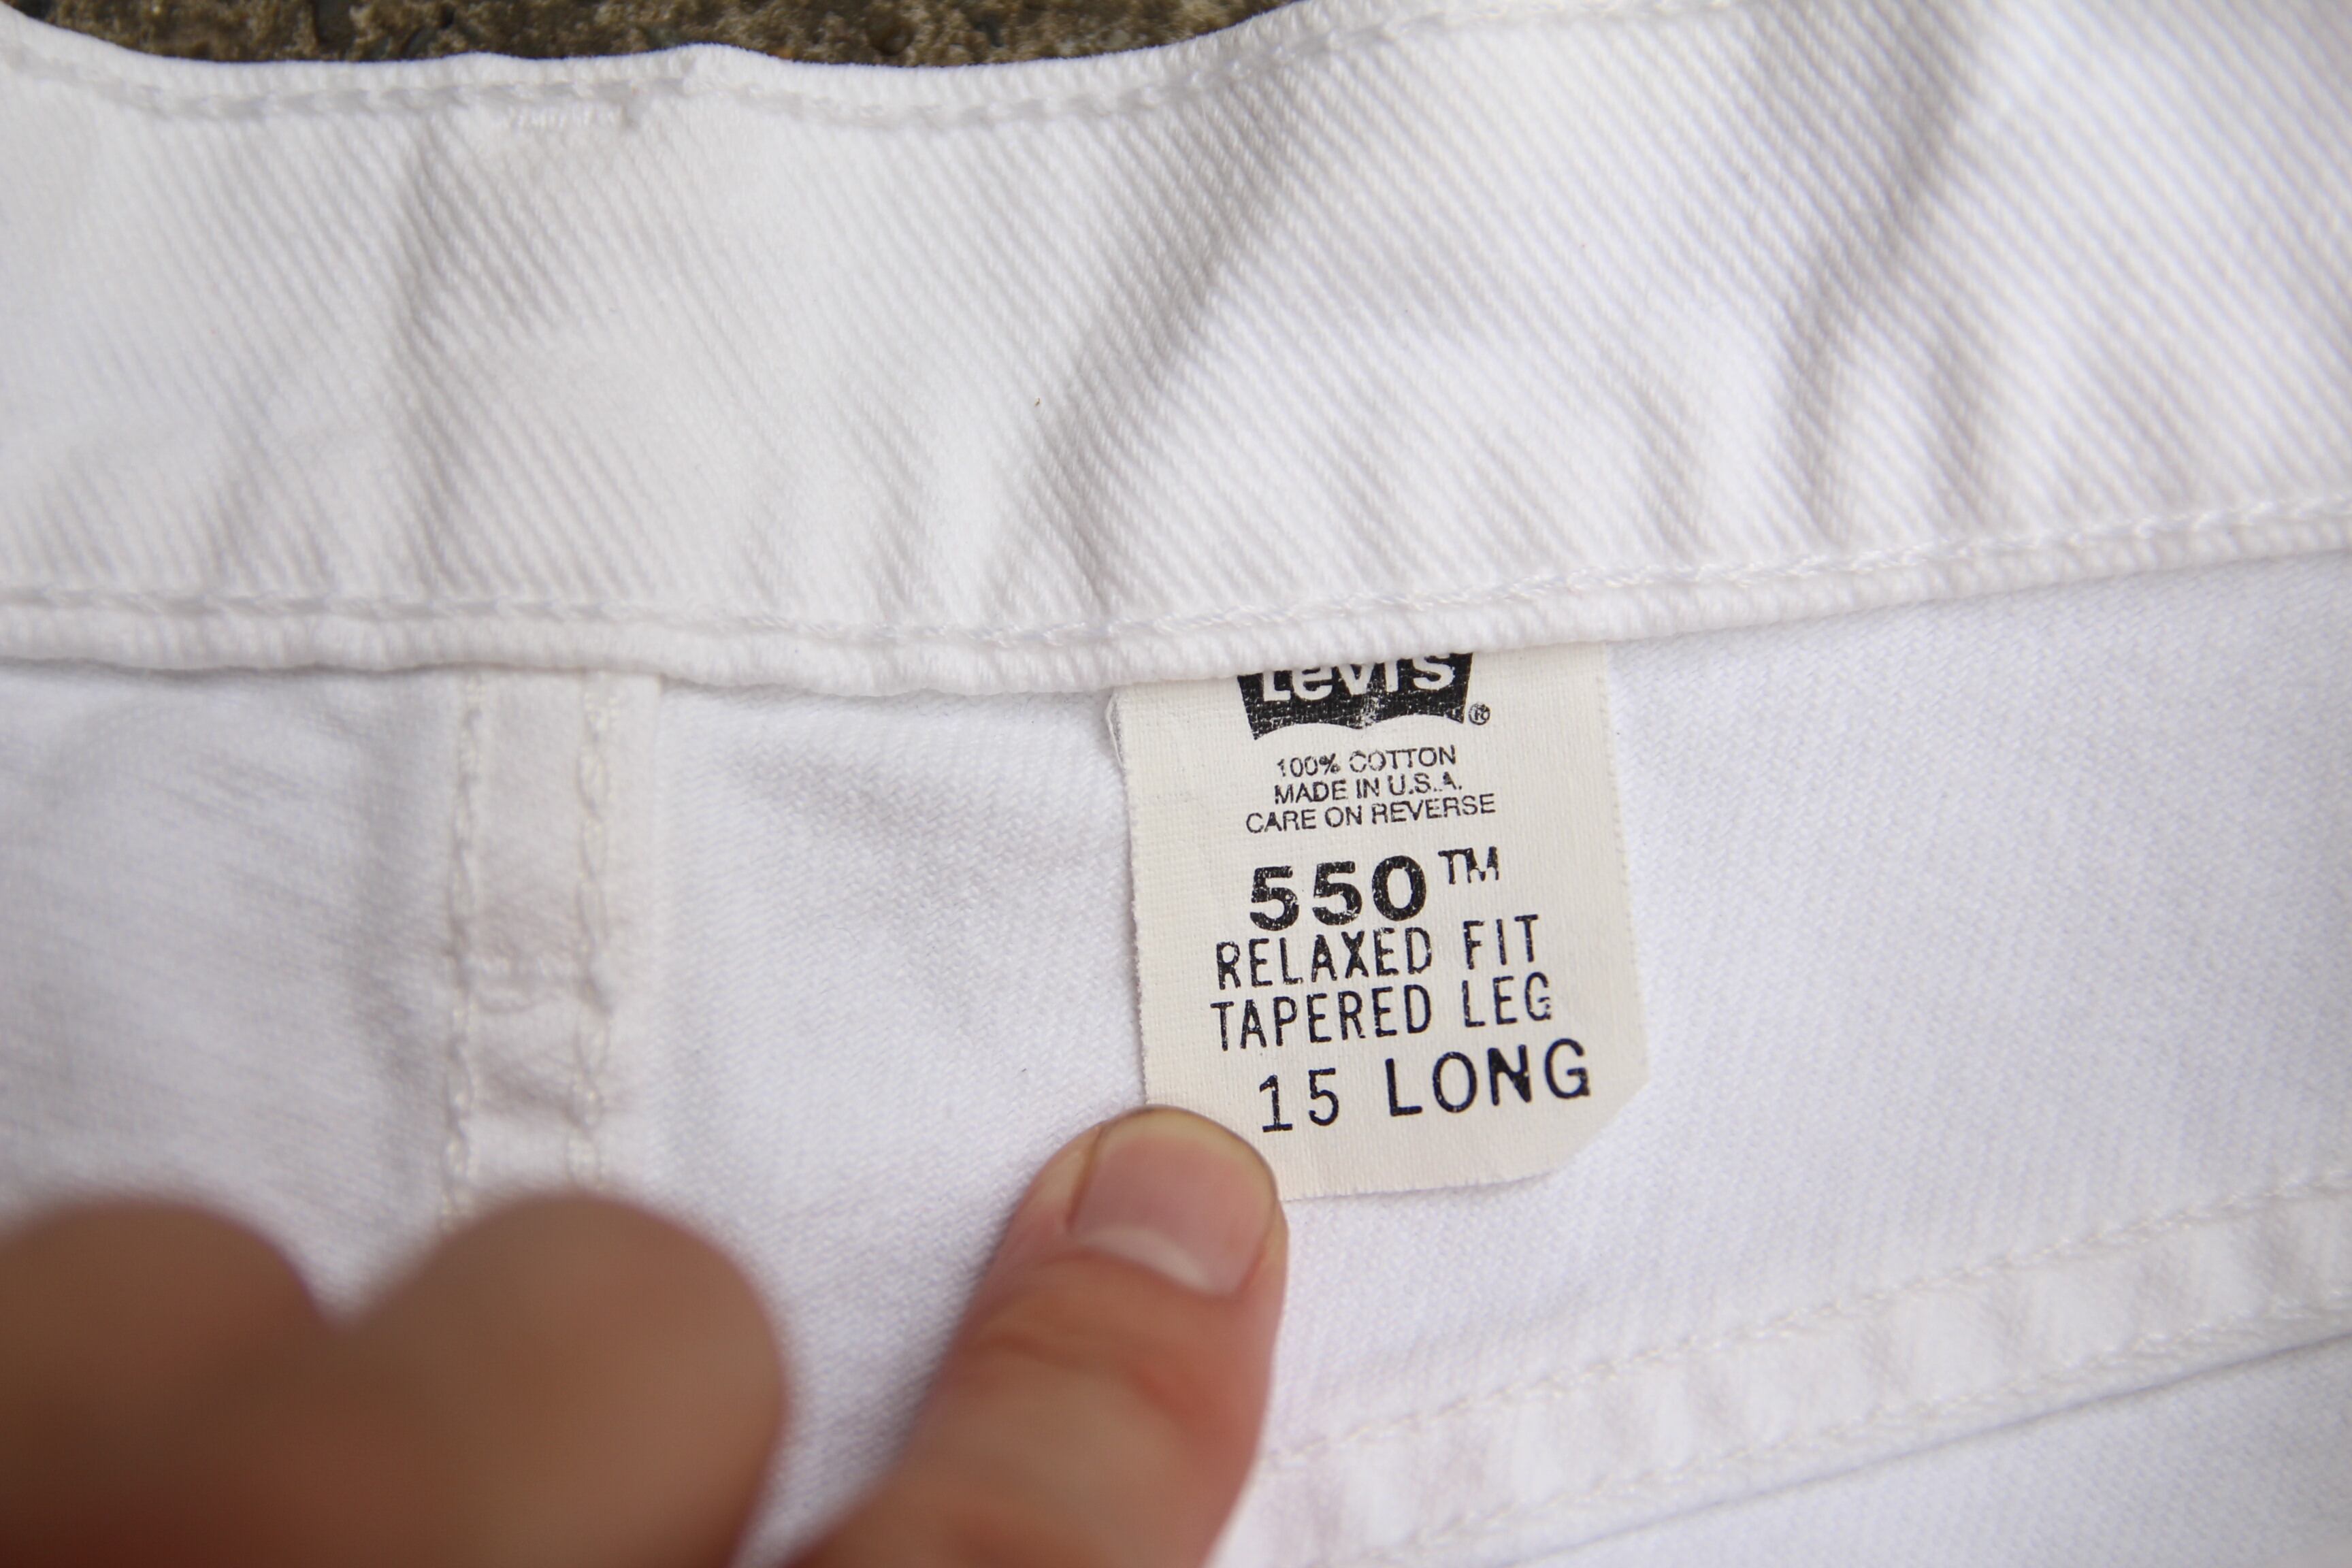 Levi's ®
100% COTTON
MADE IN U.S.A.
CARE ON REVERSE
550™
RELAXED FIT
TAPERED LEG
15 LONG